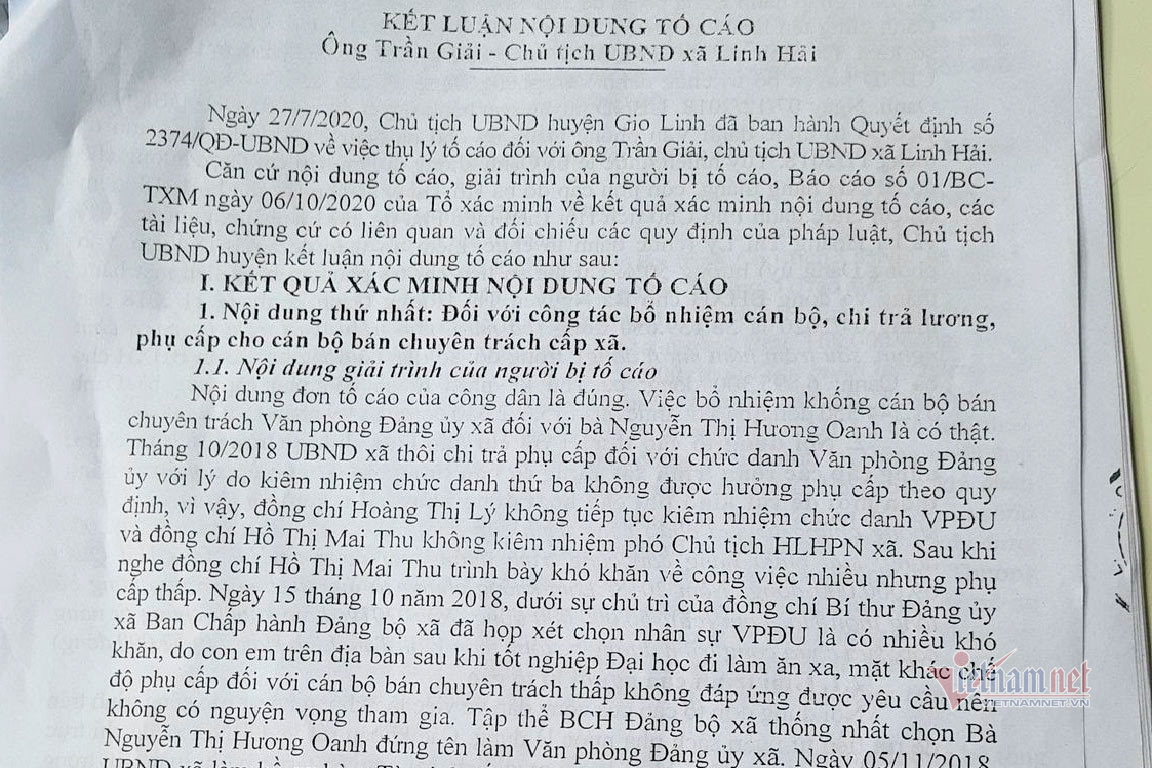 KẾT LUẬN NỘI DUNG TỐ CÁO
Ông Trần Giải - Chủ tịch UBND xã Linh Hải
Ngày 27/7/2020, Chủ tịch UBND huyện Gio Linh đã ban hành Quyết định số
2374/QĐ-UBND về việc thụ lý tố cáo đối với ông Trần Giải, chủ tịch UBND xã Linh Hải.
Căn cứ nội dung tố cáo, giải trình của người bị tố cáo, Báo cáo số 01/BC-
TXM ngày 06/10/2020 của Tổ xác minh về kết quả xác minh nội dung tố cáo, các
tài liệu, chứng cứ có liên quan và đối chiếu các quy định của pháp luật, Chủ tịch
UBND huyện kết luận nội dung tố cáo như sau:
I. KẾT QUẢ XÁC MINH NỘI DUNG TỐ CÁO
1. Nội dung thứ nhất: Đối với công tác bổ nhiệm cán bộ, chi trả lương,
phụ cấp cho cán bộ bán chuyên trách cấp xã.
1.1. Nội dung giải trình của người bị tố cáo
Nội dung đơn tố cáo của công dân là đúng. Việc bổ nhiệm khống cán bộ bán
chuyên trách Văn phòng Đảng ủy xã đối với bà Nguyễn Thị Hương Oanh là có thật.
Tháng 10/2018 UBND xã thôi chi trả phụ cấp đối với chức danh Văn phòng Đảng
ủy với lý do kiêm nhiệm chức danh thứ ba không được hưởng phụ cấp theo quy
định, vì vậy, đồng chí Hoàng Thị Lý không tiếp tục kiêm nhiệm chức danh VPĐU
và đồng chí Hồ Thị Mai Thu không kiêm nhiệm phó Chủ tịch HLHPN xã. Sau khi
nghe đồng chí Hồ Thị Mai Thu trình bày khó khăn về công việc nhiều nhưng phụ
cấp thấp. Ngày 15 tháng 10 năm 2018, dưới sự chủ trì của đồng chí Bí thư Đảng ủy
xã Ban Chấp hành Đảng bộ xã đã họp xét chọn nhân sự VPĐU là có nhiều khó
khăn, do con em trên địa bàn sau khi tốt nghiệp Đại học đi làm ăn xa, mặt khác chế
độ phụ cấp đối với cán bộ bán chuyên trách thấp không đáp ứng được yêu cầu nên
không có nguyện vọng tham gia. Tập thể BCH Đảng bộ xã thống nhất chọn Bà
Nguyễn Thị Hương Oanh đứng tên làm Văn phòng Đảng ủy xã. Ngày 05/11/2018,
UBND xã làm
vietnamnet
VIETNAMNET.VN